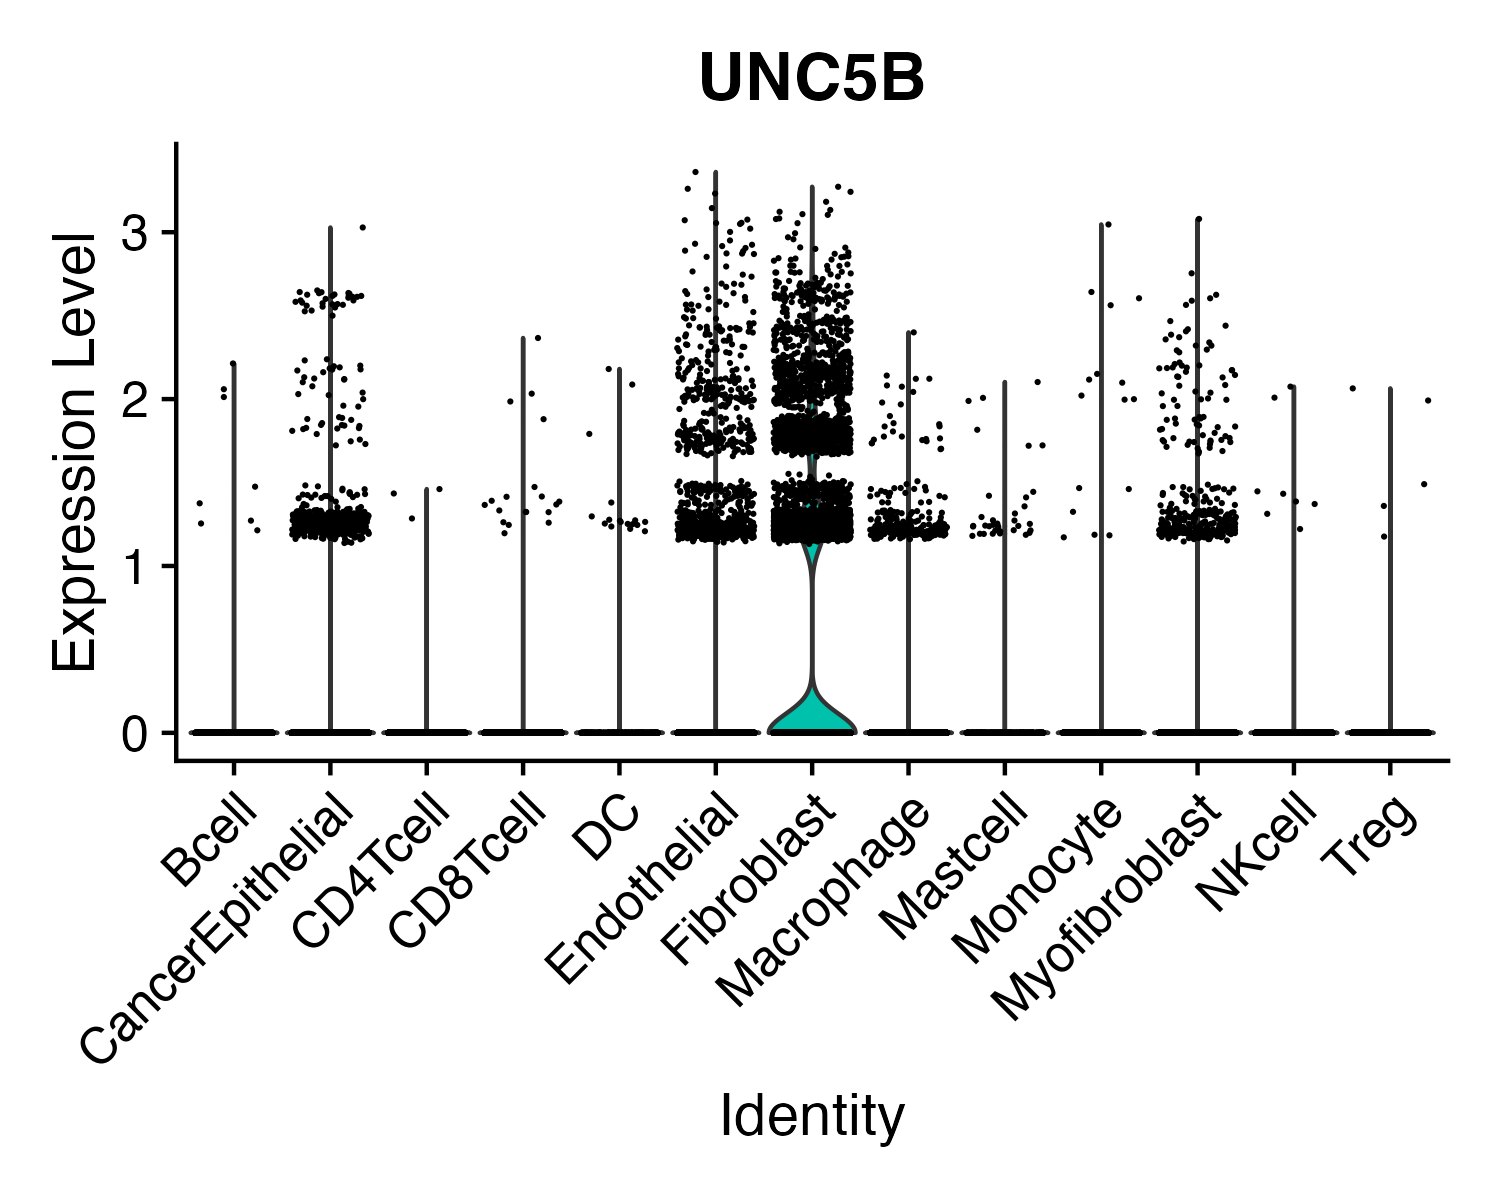 UNC5B
Expression Level
3
2
1
0
Bcell
CancerEpithelial
CD4Tcell
CD8Tcell
DC
Endothelial
Fibroblast
Macrophage
Mastcell
Monocyte
Myofibroblast
NKcell
Treg
Identity